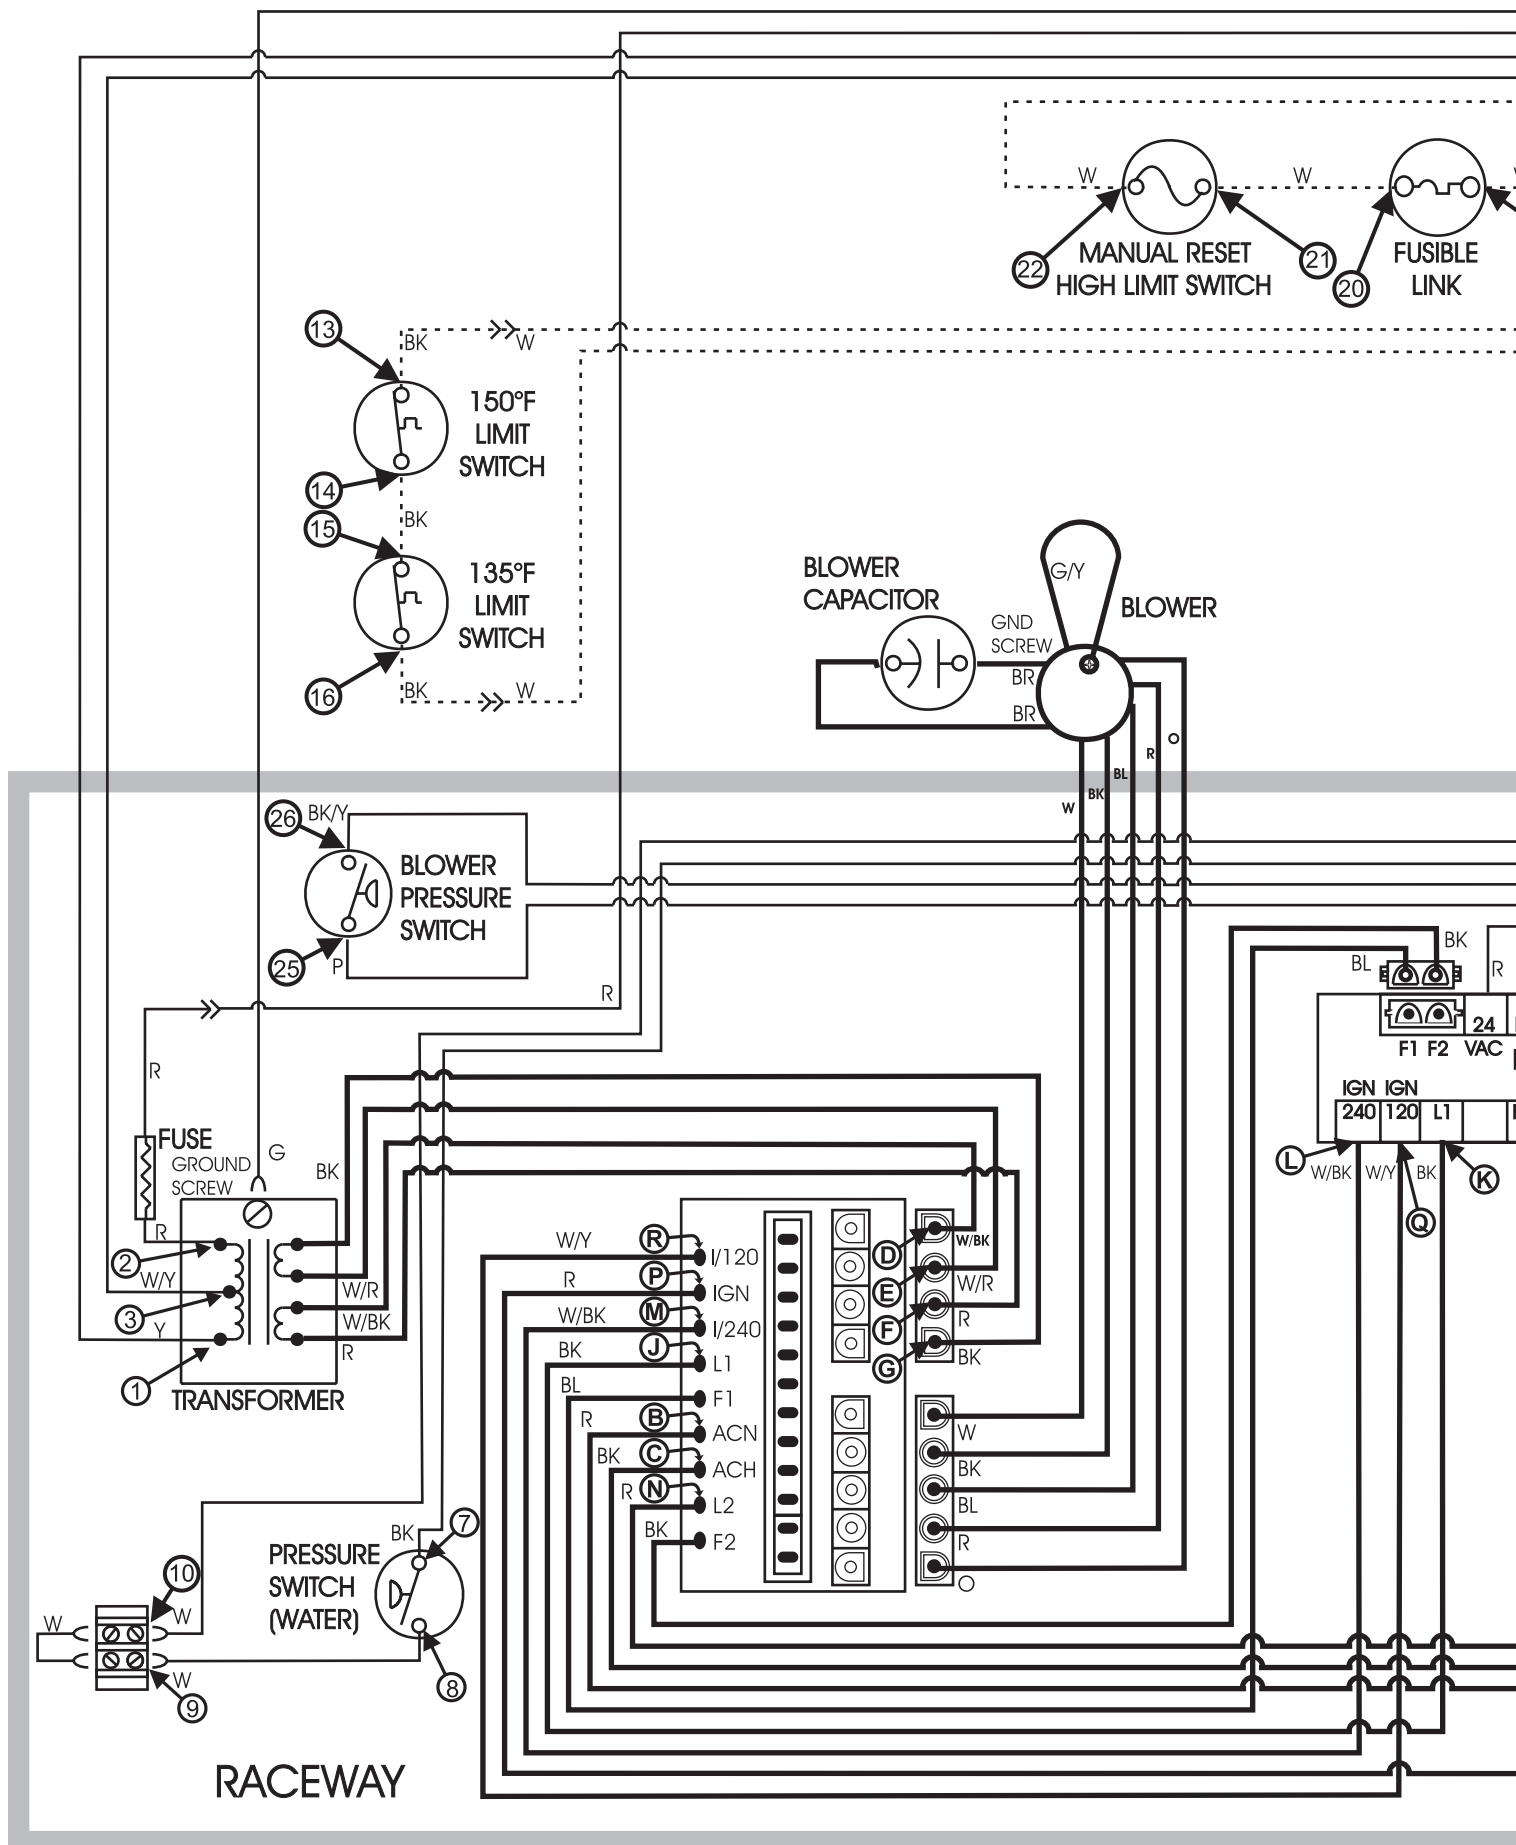 W
W
22
MANUAL RESET
HIGH LIMIT SWITCH
21
20
FUSIBLE
LINK
13
BK
W
150°F
LIMIT
SWITCH
14
BK
15
135°F
LIMIT
SWITCH
16
BK
W
BLOWER
CAPACITOR
G/Y
BLOWER
GND
SCREW
BR
BR
O
R
BL
BK
W
26
BK/Y
BLOWER
PRESSURE
SWITCH
25
P
R
BK
BL
R
24
VAC
F1 F2
IGN IGN
240 120 L1
L
W/BK
W/Y
BK
K
Q
R
FUSE
GROUND
SCREW
G
BK
R
2
W/Y
3
Y
1
W/R
W/BK
R
TRANSFORMER
W/Y
R
I/120
R
P
IGN
W/BK
M
I/240
BK
J
L1
BL
F1
R
B
ACN
BK
C
ACH
R
N
L2
BK
F2
D
W/BK
E
W/R
F
R
G
BK
W
BK
BL
R
O
PRESSURE
SWITCH
(WATER)
BK
7
8
10
W
W
W
9
RACEWAY